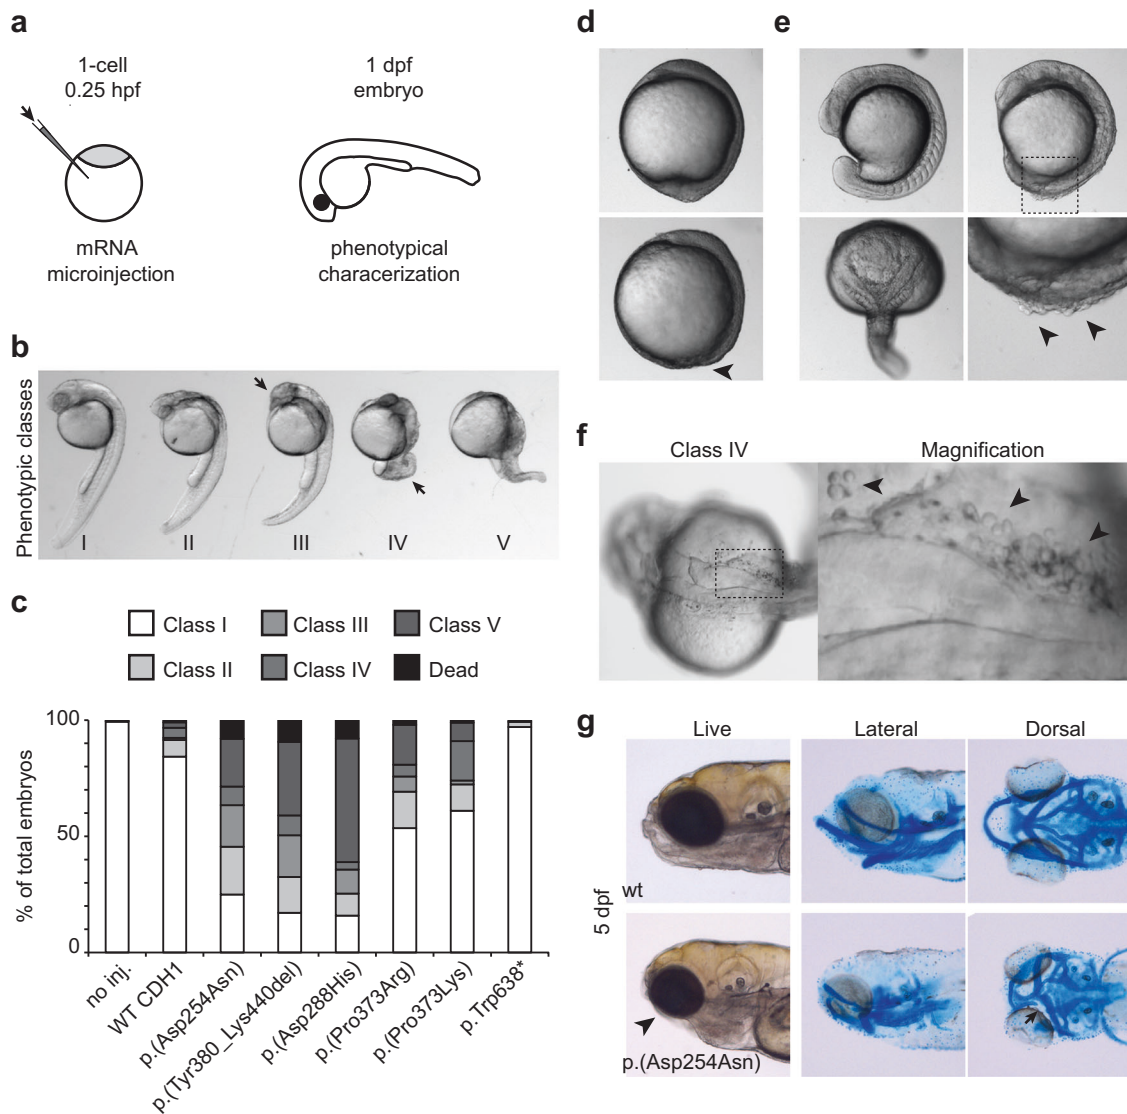 a
1-cell
0.25 hpf
1 dpf
embryo
mRNA
microinjection
phenotypical
characerization
b
Phenotypic classes
I
II
III
IV
V
c
Class I
Class III
Class V
Class II
Class IV
Dead
% of total embryos
100
50
0
no inj.
WT CDH1
p.(Asp254Asn)
p.(Tyr380_Lys440del)
p.(Asp288His)
p.(Pro373Arg)
p.(Pro373Lys)
p.Trp638*
d
e
f
Class IV
Magnification
g
Live
Lateral
Dorsal
5 dpf
wt
p.(Asp254Asn)